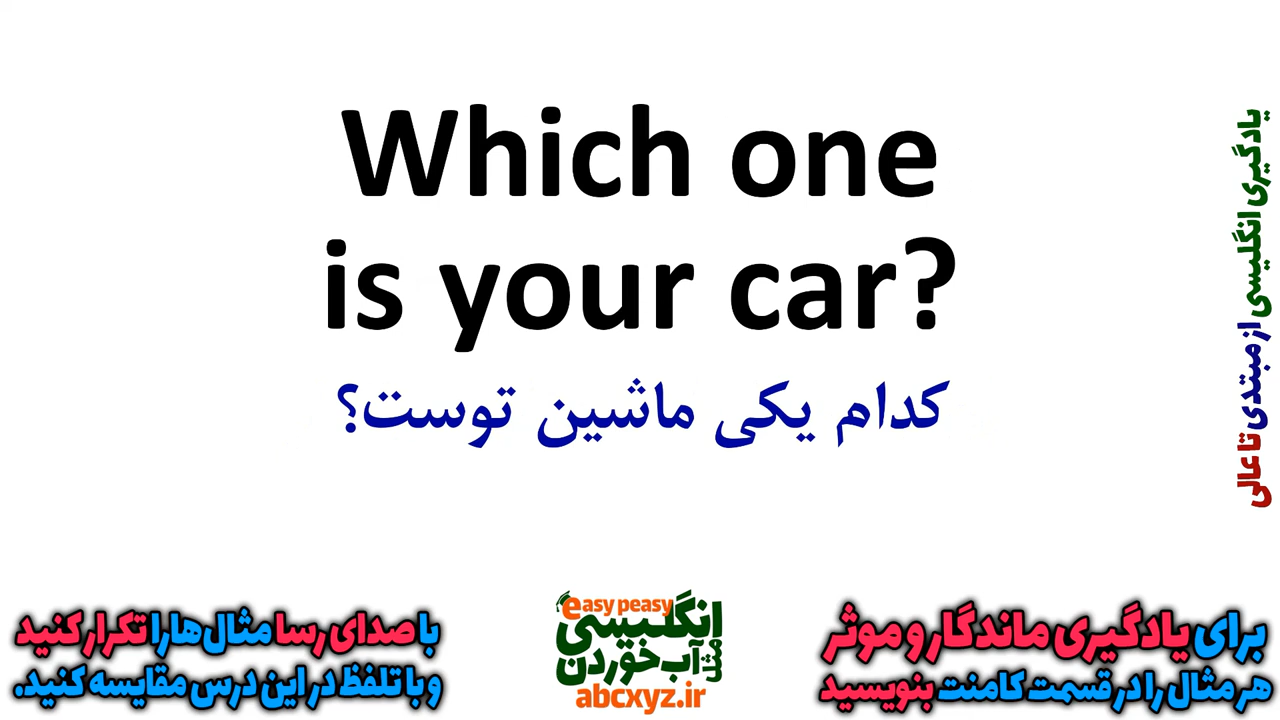 Which one
is your car?
کدام یکی ماشین توست؟
یادگیری انگلیسی از مبتدی تا عالی
برای یادگیری ماندگار و موثر
هر مثال را در قسمت کامنت بنویسید
easy peasy
انگلیسی
مثل آب خوردن
abcxyz.ir
با صدای رسا مثال‌ها را تکرار کنید
و با تلفظ در این درس مقایسه کنید.